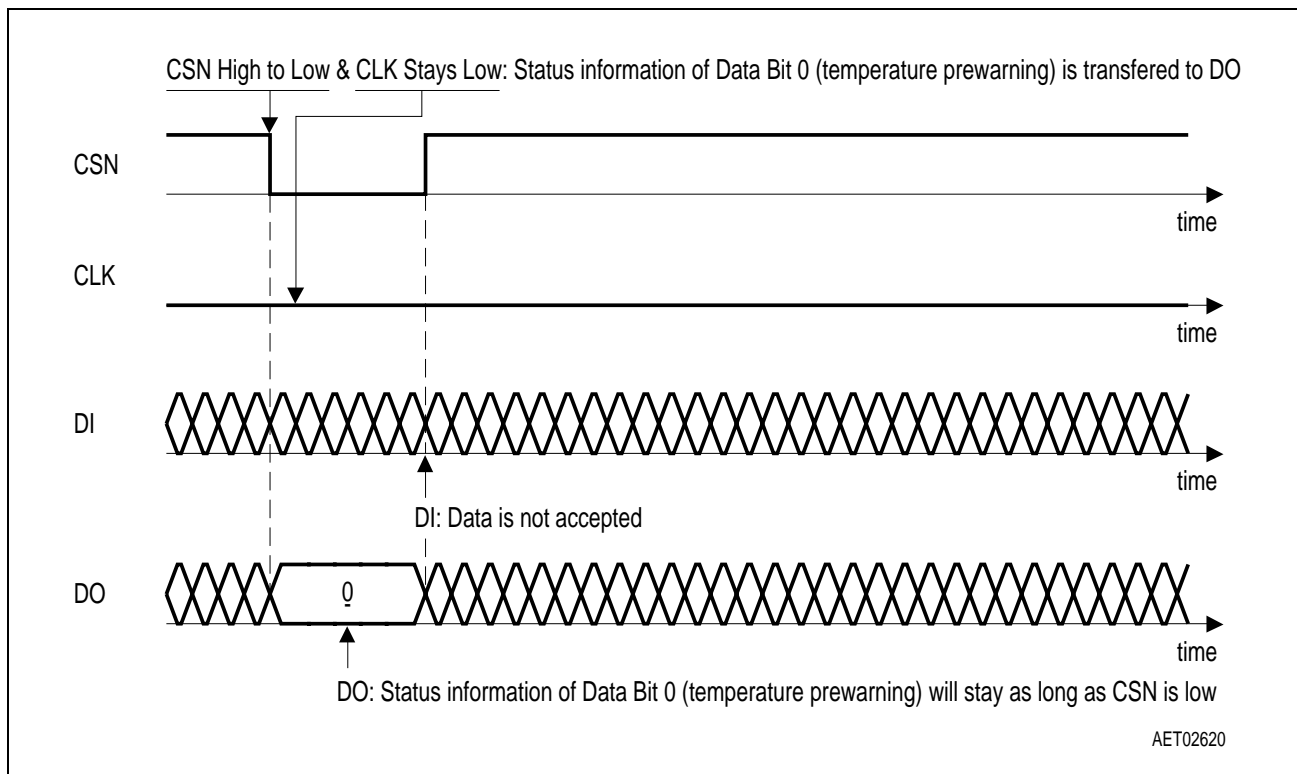 CSN High to Low & CLK Stays Low: Status information of Data Bit 0 (temperature prewarning) is transfered to DO
CSN
time
CLK
time
DI
time
DI: Data is not accepted
DO
0
time
DO: Status information of Data Bit 0 (temperature prewarning) will stay as long as CSN is low
AET02620